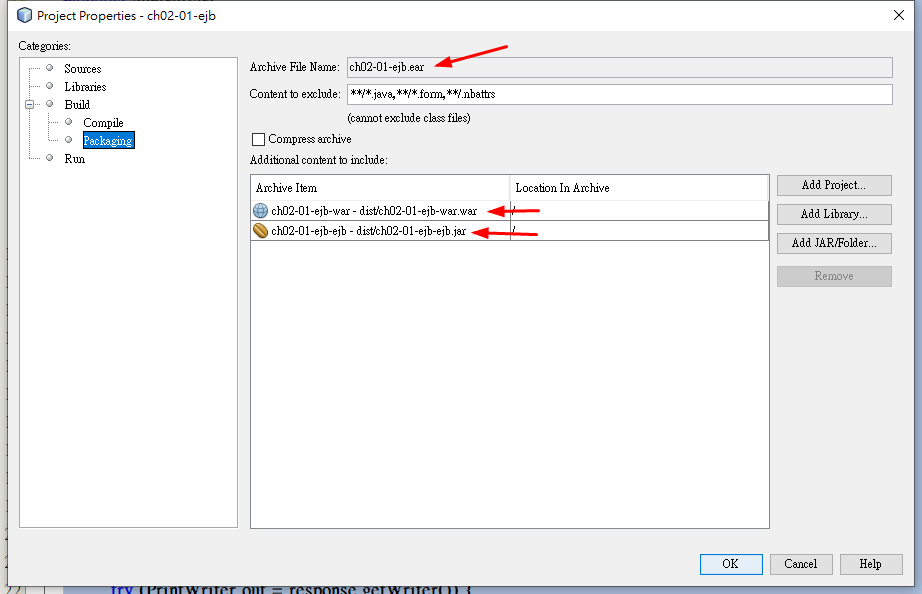 Project Properties - ch02-01-ejb
Categories:
Sources
Libraries
Build
Compile
Packaging
Run
Archive File Name: ch02-01-ejb.ear
Content to exclude: **/*.java,**/*.form,**/.nbattrs
(cannot exclude class files)
Compress archive
Additional content to include:
Archive Item Location In Archive
ch02-01-ejb-war - dist/ch02-01-ejb-war.war /
ch02-01-ejb-ejb - dist/ch02-01-ejb-ejb.jar /
Add Project...
Add Library...
Add JAR/Folder...
Remove
OK Cancel Help
try (PrintWriter out = response.getWriter()) {